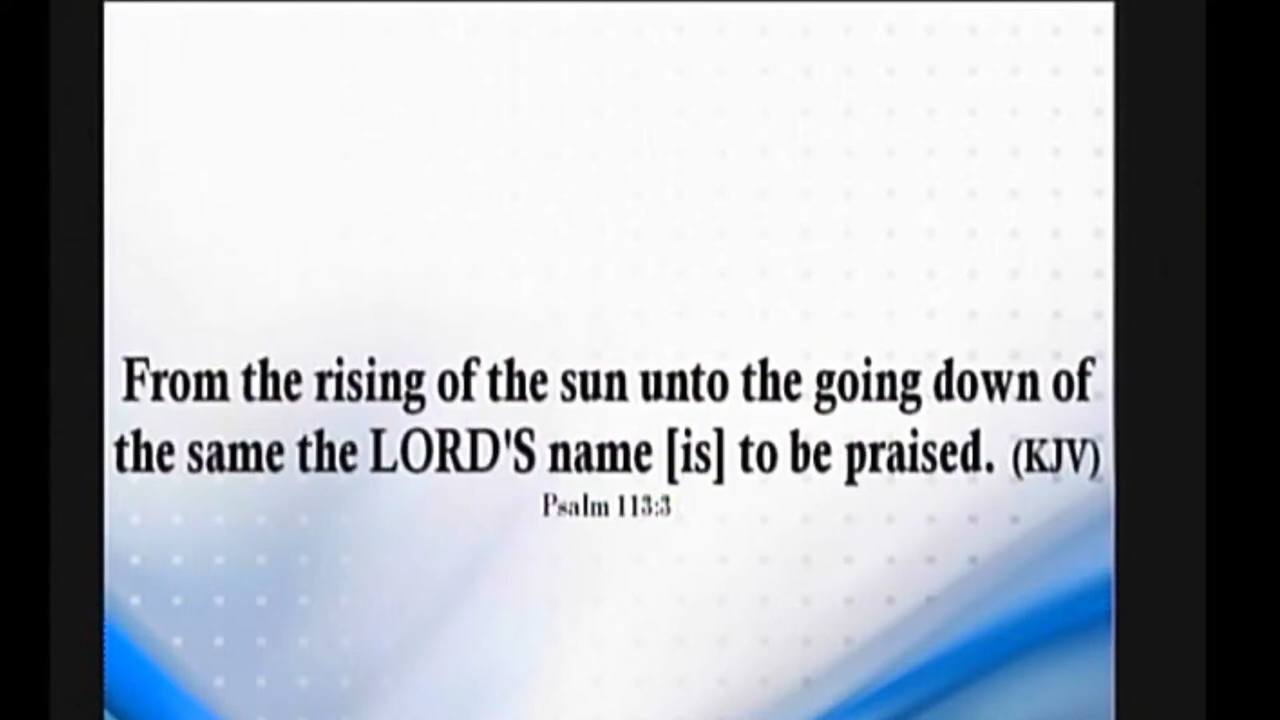 From the rising of the sun unto the going down of
the same the LORD'S name [is] to be praised. (KJV)
Psalm 113:3